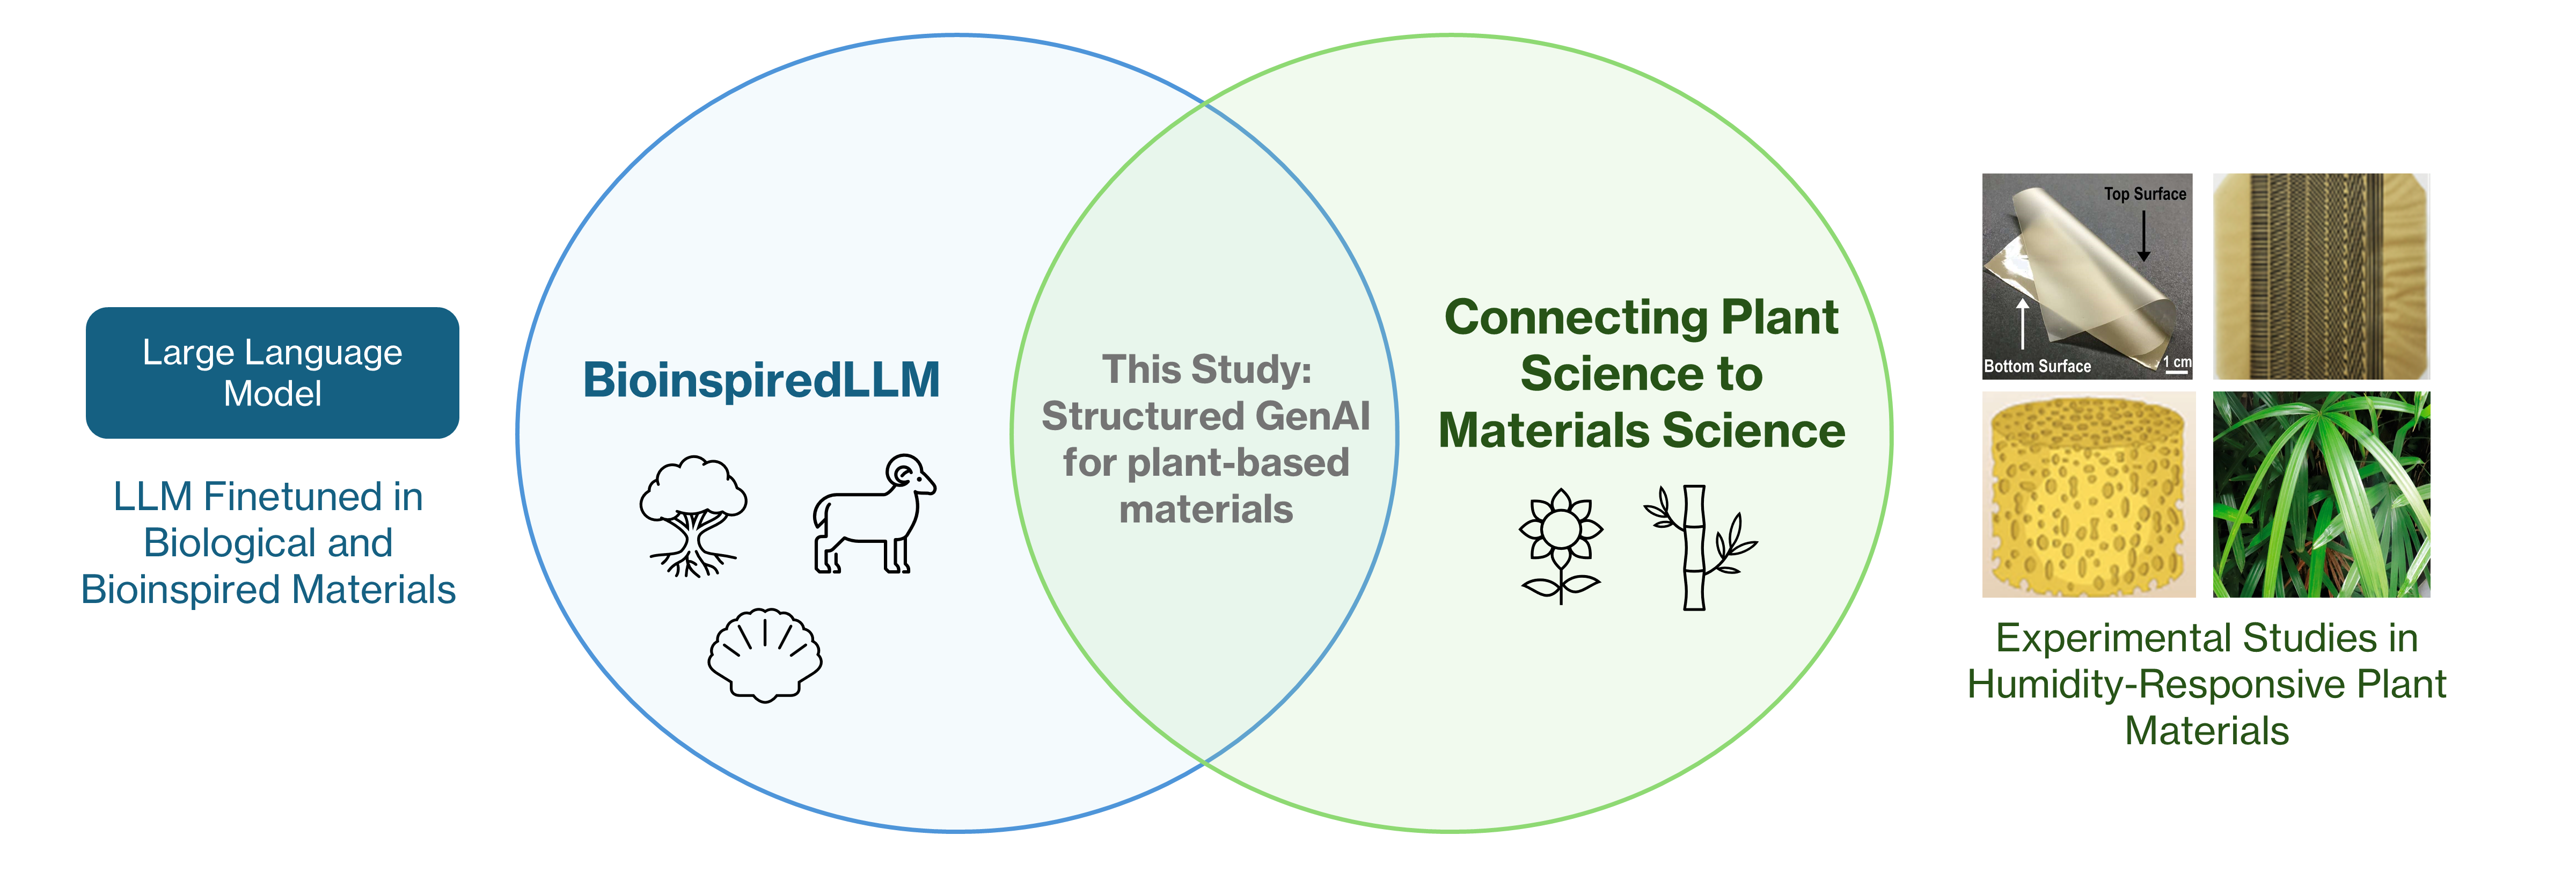 Large Language
Model
LLM Finetuned in
Biological and
Bioinspired Materials
BioinspiredLLM
This Study:
Structured GenAI
for plant-based
materials
Connecting Plant
Science to
Materials Science
Top Surface
Bottom Surface
1 cm
Experimental Studies in
Humidity-Responsive Plant
Materials